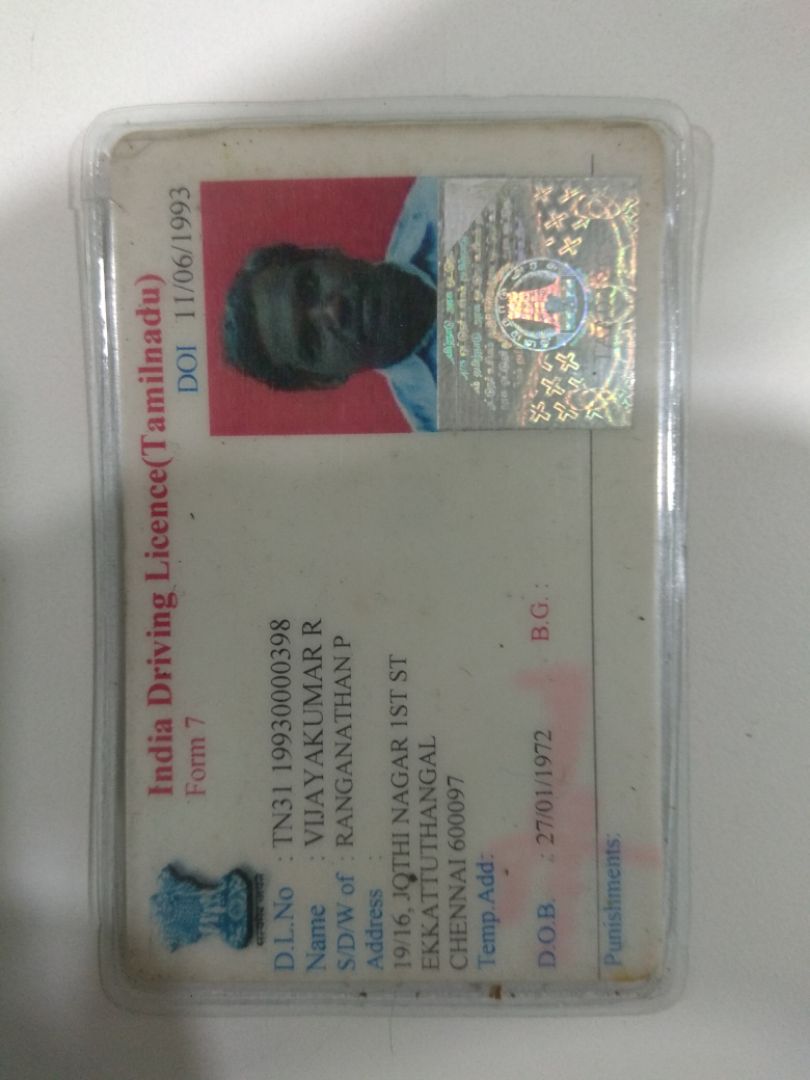 India Driving Licence(Tamilnadu)
Form 7
DOI 11/06/1993
D.L.No : TN31 19930000398
Name : VIJAYAKUMAR R
S/D/W of : RANGANATHAN P
Address :
19/16, JOTHI NAGAR 1ST ST
EKKATTUTHANGAL
CHENNAI 600097
Temp.Add:
D.O.B. : 27/01/1972 B.G. :
Punishments: